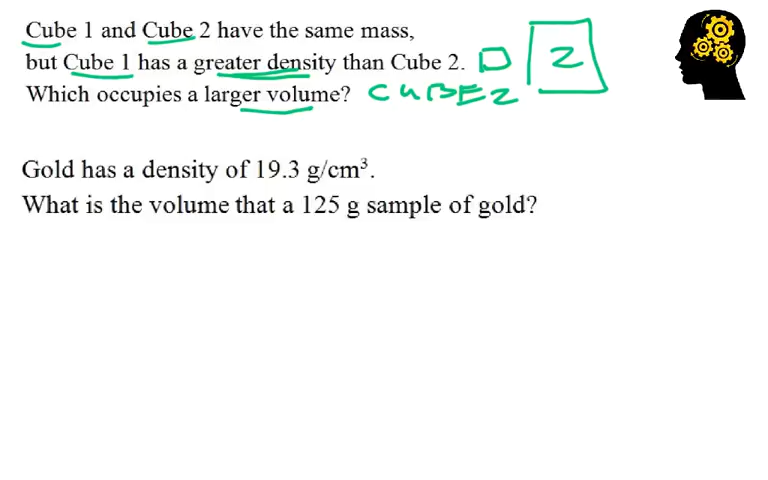 Cube 1 and Cube 2 have the same mass,
but Cube 1 has a greater density than Cube 2. 2
Which occupies a larger volume? CUBE 2
Gold has a density of 19.3 g/cm³.
What is the volume that a 125 g sample of gold?